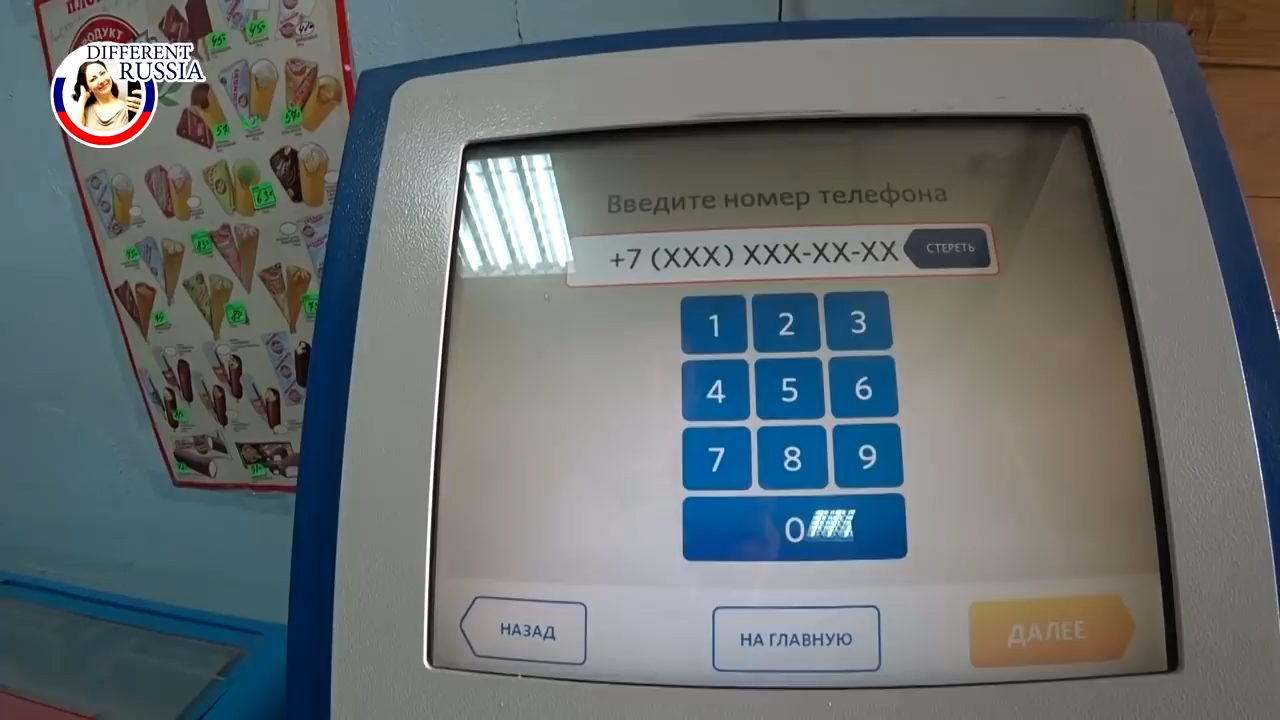 DIFFERENT
RUSSIA
Введите номер телефона
+7 (XXX) XXX-XX-XX
СТЕРЕТЬ
1 2 3
4 5 6
7 8 9
0
НАЗАД
НА ГЛАВНУЮ
ДАЛЕЕ